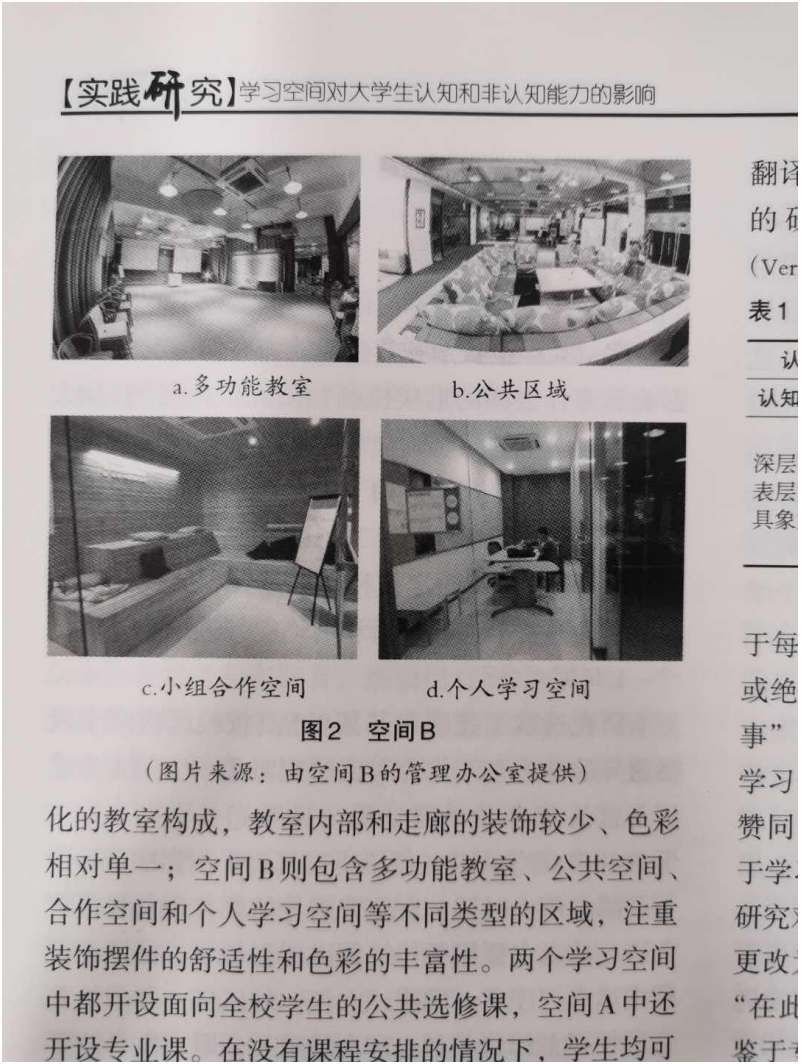 【实践研究】学习空间对大学生认知和非认知能力的影响
a.多功能教室
b.公共区域
c.小组合作空间
d.个人学习空间
图2 空间B
(图片来源：由空间B的管理办公室提供)
化的教室构成，教室内部和走廊的装饰较少、色彩
相对单一；空间B则包含多功能教室、公共空间、
合作空间和个人学习空间等不同类型的区域，注重
装饰摆件的舒适性和色彩的丰富性。两个学习空间
中都开设面向全校学生的公共选修课，空间A中还
开设专业课。在没有课程安排的情况下，学生均可
翻译
的
(Ver
表1
认知
深层
表层
具象
于每
或绝
事”
学习
赞同
于学
研究
更改
“在此
鉴于